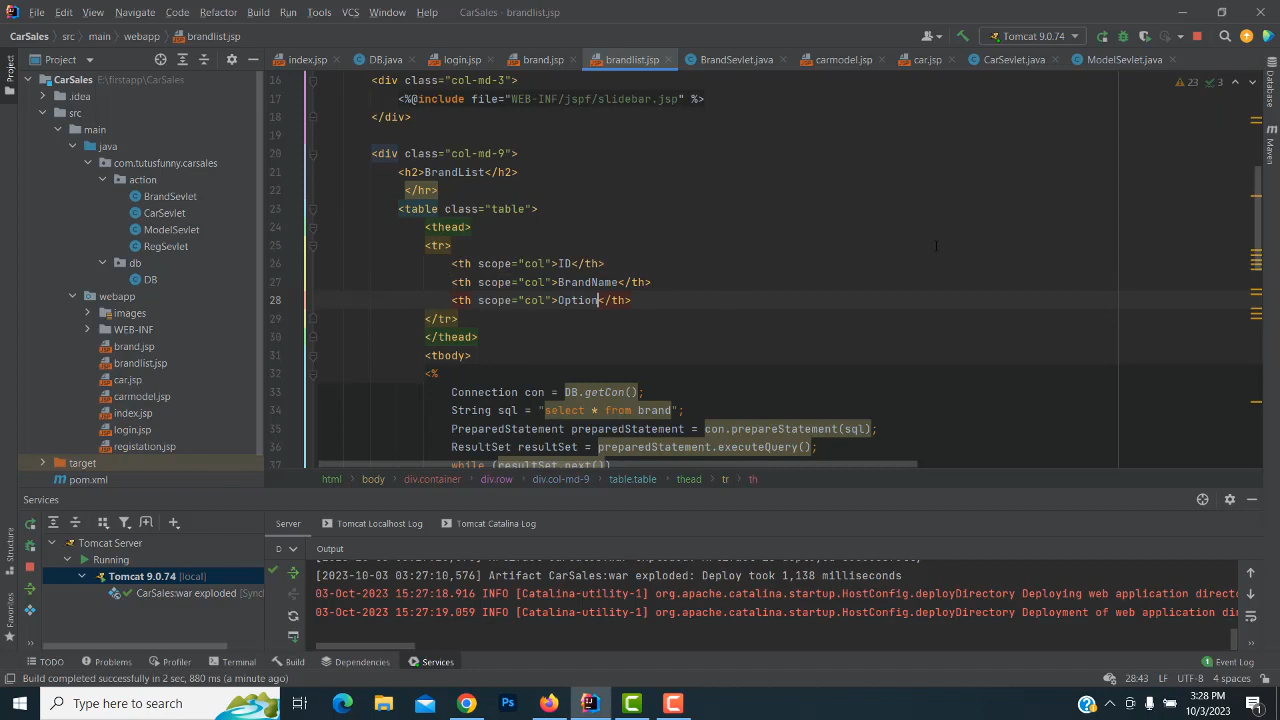 File Edit View Navigate Code Refactor Build Run Tools VCS Window Help CarSales - brandlist.jsp
CarSales src main webapp brandlist.jsp Tomcat 9.0.74
Project index.jsp DB.java login.jsp brand.jsp brandlist.jsp BrandSevlet.java carmodel.jsp car.jsp CarSevlet.java ModelSevlet.java
Project
CarSales E:\firstapp\CarSales
.idea
src
main
java
com.tutusfunny.carsales
action
BrandSevlet
CarSevlet
ModelSevlet
RegSevlet
db
DB
webapp
images
WEB-INF
brand.jsp
brandlist.jsp
car.jsp
carmodel.jsp
index.jsp
login.jsp
registation.jsp
target
pom.xml
16 <div class="col-md-3">
17 <%@include file="WEB-INF/jspf/slidebar.jsp" %>
18 </div>
19
20 <div class="col-md-9">
21 <h2>BrandList</h2>
22 </hr>
23 <table class="table">
24 <thead>
25 <tr>
26 <th scope="col">ID</th>
27 <th scope="col">BrandName</th>
28 <th scope="col">Option</th>
29 </tr>
30 </thead>
31 <tbody>
32 <%
33 Connection con = DB.getCon();
34 String sql = "select * from brand";
35 PreparedStatement preparedStatement = con.prepareStatement(sql);
36 ResultSet resultSet = preparedStatement.executeQuery();
37 while (resultSet.next())
23 3
Database
Maven
html body div.container div.row div.col-md-9 table.table thead tr th
Services
Server Tomcat Localhost Log Tomcat Catalina Log
Tomcat Server
Running
Tomcat 9.0.74 [local]
CarSales:war exploded [Sync
D Output
[2023-10-03 03:27:10,576] Artifact CarSales:war exploded: Deploy took 1,138 milliseconds
03-Oct-2023 15:27:18.916 INFO [Catalina-utility-1] org.apache.catalina.startup.HostConfig.deployDirectory Deploying web application directo
03-Oct-2023 15:27:19.059 INFO [Catalina-utility-1] org.apache.catalina.startup.HostConfig.deployDirectory Deployment of web application di
Structure
Favorites
TODO Problems Profiler Terminal Build Dependencies Services Event Log
Build completed successfully in 2 sec, 880 ms (a minute ago) 28:43 LF UTF-8 4 spaces
Type here to search 3:28 PM
10/3/2023